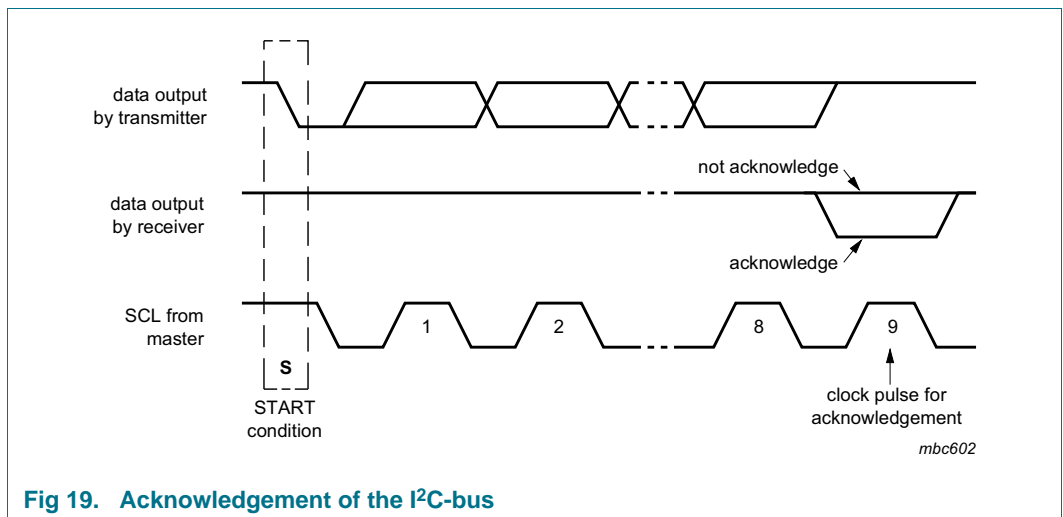 data output
by transmitter
not acknowledge
data output
by receiver
acknowledge
SCL from
master
1
2
8
9
S
START
condition
clock pulse for
acknowledgement
mbc602
Fig 19. Acknowledgement of the I²C-bus